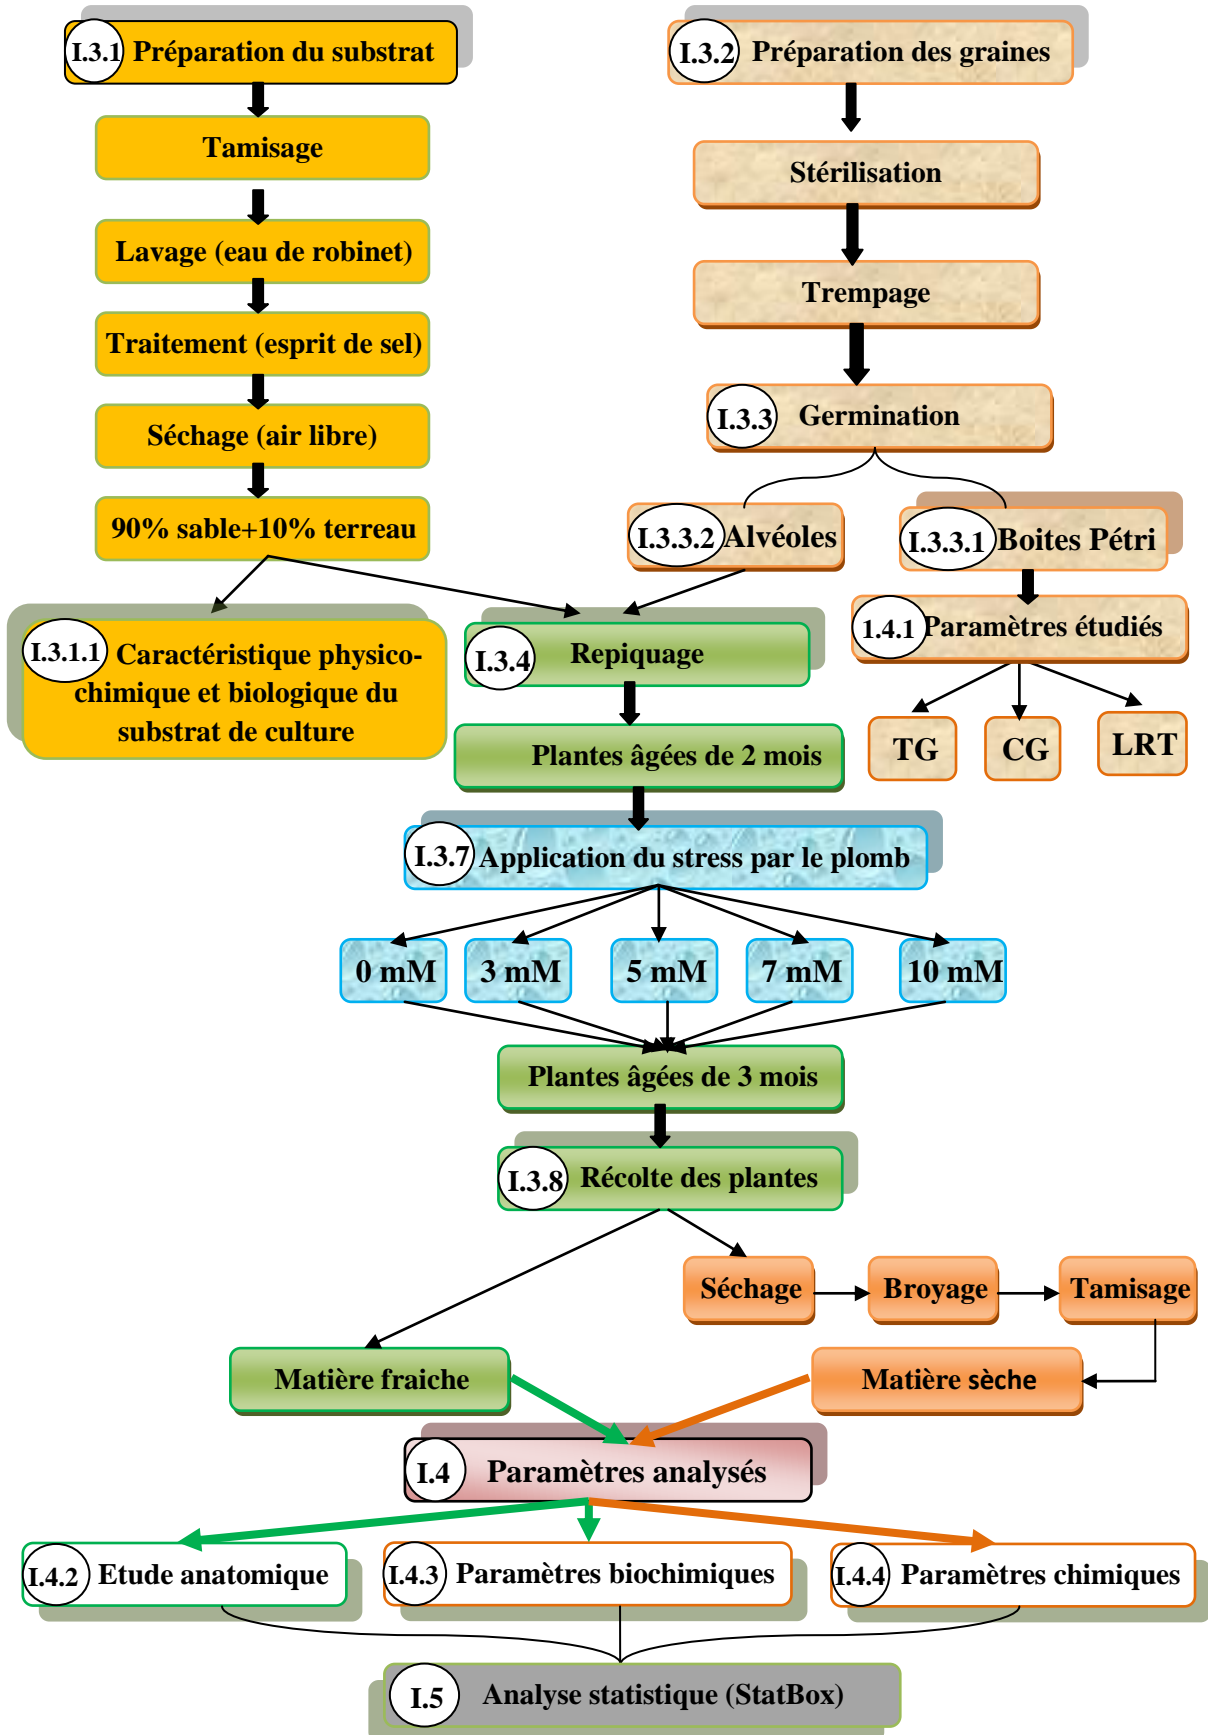 I.3.1 Préparation du substrat
I.3.2 Préparation des graines
Tamisage
Stérilisation
Lavage (eau de robinet)
Trempage
Traitement (esprit de sel)
I.3.3 Germination
Séchage (air libre)
90% sable+10% terreau
I.3.3.2 Alvéoles
I.3.3.1 Boites Pétri
I.3.1.1 Caractéristique physico-
chimique et biologique du
substrat de culture
I.3.4 Repiquage
1.4.1 Paramètres étudiés
TG
CG
LRT
Plantes âgées de 2 mois
I.3.7 Application du stress par le plomb
0 mM
3 mM
5 mM
7 mM
10 mM
Plantes âgées de 3 mois
I.3.8 Récolte des plantes
Séchage
Broyage
Tamisage
Matière fraiche
Matière sèche
I.4 Paramètres analysés
I.4.2 Etude anatomique
I.4.3 Paramètres biochimiques
I.4.4 Paramètres chimiques
I.5 Analyse statistique (StatBox)